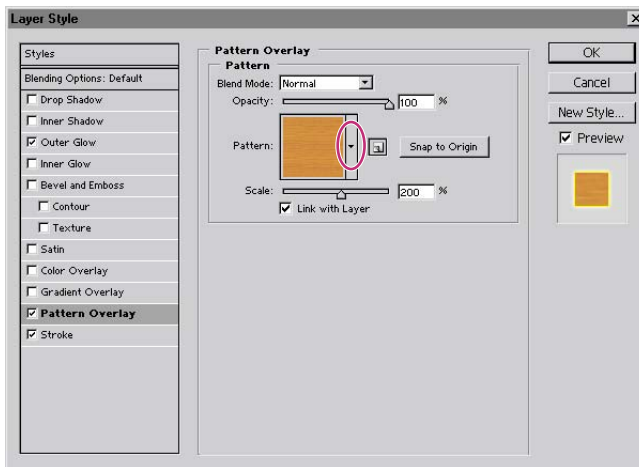 Layer Style
Styles
Blending Options: Default
Drop Shadow
Inner Shadow
Outer Glow
Inner Glow
Bevel and Emboss
Contour
Texture
Satin
Color Overlay
Gradient Overlay
Pattern Overlay
Stroke
Pattern Overlay
Pattern
Blend Mode: Normal
Opacity: 100 %
Pattern: Snap to Origin
Scale: 200 %
Link with Layer
OK
Cancel
New Style...
Preview